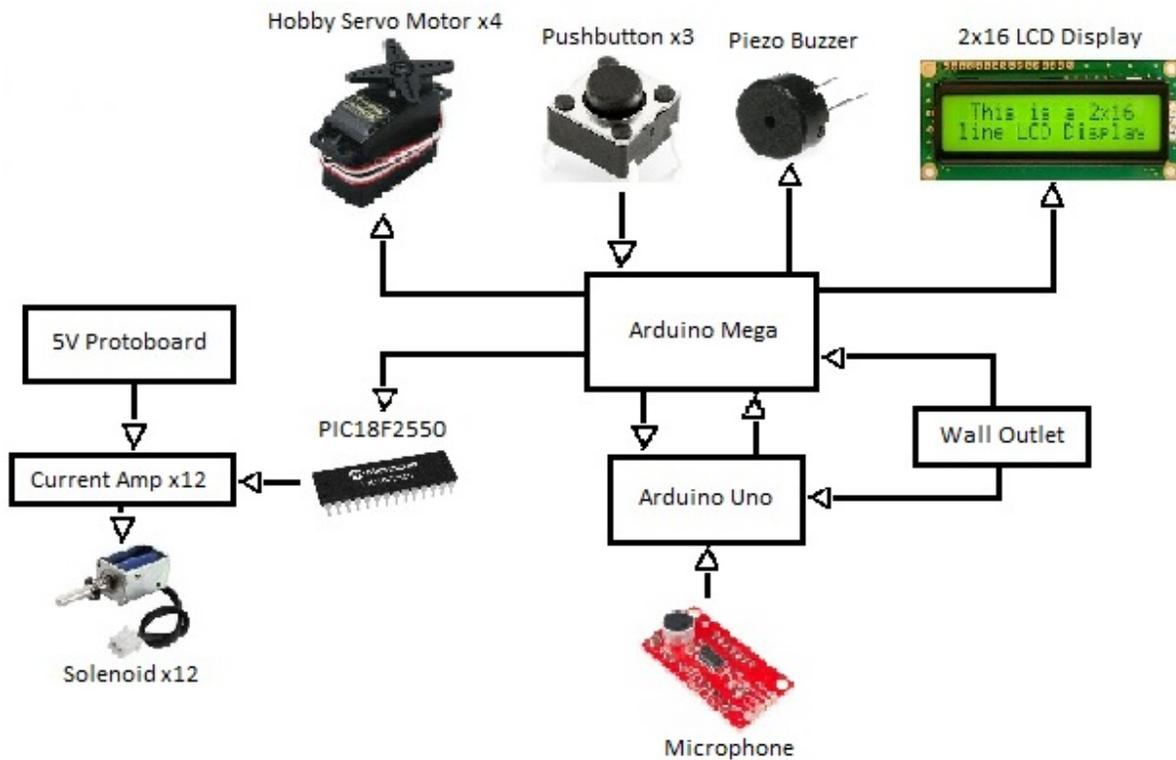 Hobby Servo Motor x4
Pushbutton x3
Piezo Buzzer
2x16 LCD Display
This is a 2x16
line LCD Display
5V Protoboard
Arduino Mega
PIC18F2550
Wall Outlet
Current Amp x12
Arduino Uno
Solenoid x12
Microphone